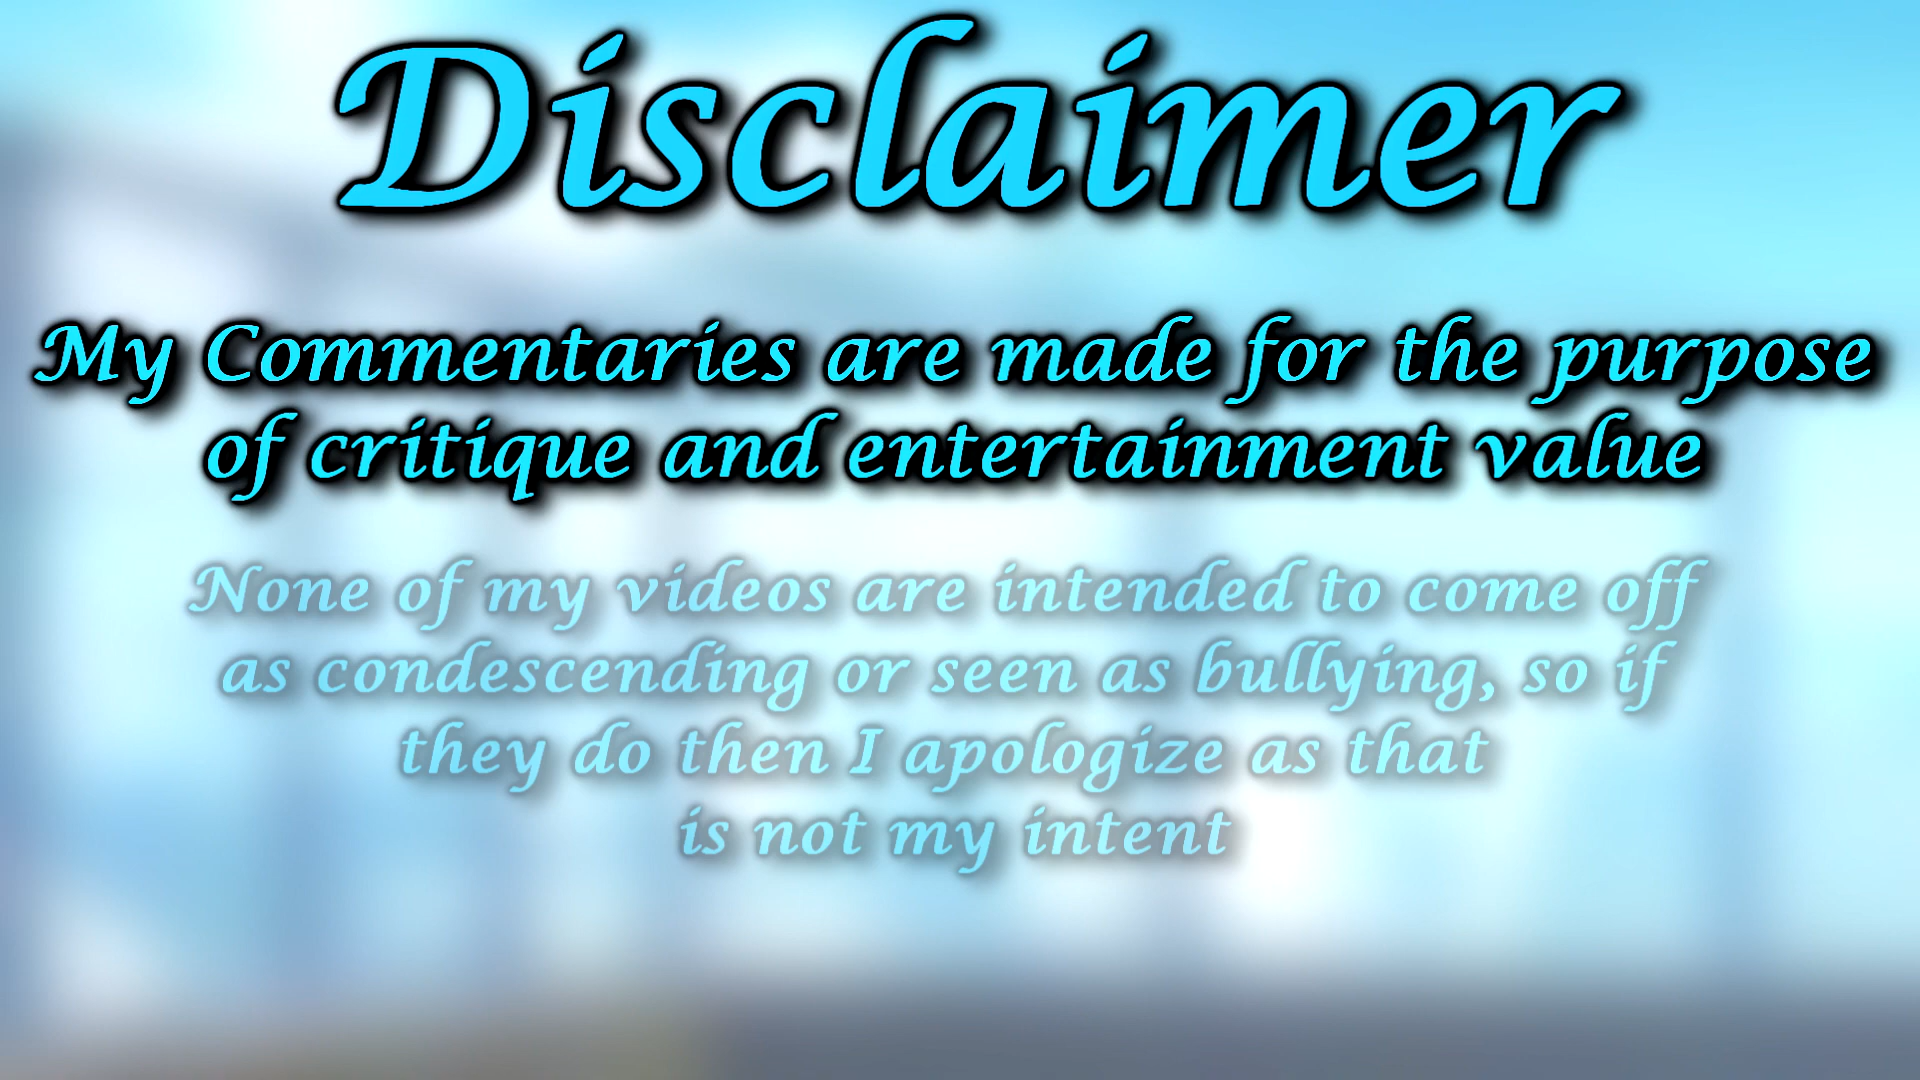 Disclaimer
My Commentaries are made for the purpose
of critique and entertainment value
None of my videos are intended to come off
as condescending or seen as bullying, so if
they do then I apologize as that
is not my intent